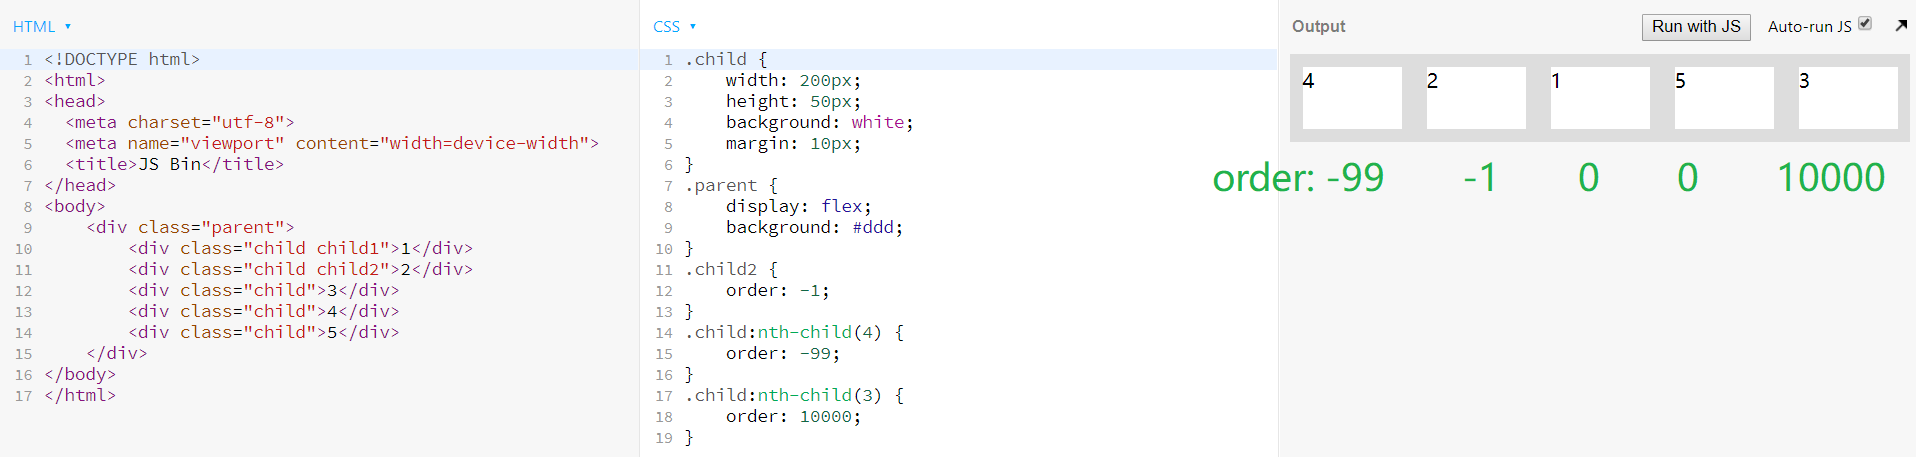 HTML ▾
1 <!DOCTYPE html>
2 <html>
3 <head>
4   <meta charset="utf-8">
5   <meta name="viewport" content="width=device-width">
6   <title>JS Bin</title>
7 </head>
8 <body>
9     <div class="parent">
10         <div class="child child1">1</div>
11         <div class="child child2">2</div>
12         <div class="child">3</div>
13         <div class="child">4</div>
14         <div class="child">5</div>
15     </div>
16 </body>
17 </html>
CSS ▾
1 .child {
2     width: 200px;
3     height: 50px;
4     background: white;
5     margin: 10px;
6 }
7 .parent {
8     display: flex;
9     background: #ddd;
10 }
11 .child2 {
12     order: -1;
13 }
14 .child:nth-child(4) {
15     order: -99;
16 }
17 .child:nth-child(3) {
18     order: 10000;
19 }
Output Run with JS Auto-run JS
4 2 1 5 3
order: -99 -1 0 0 10000